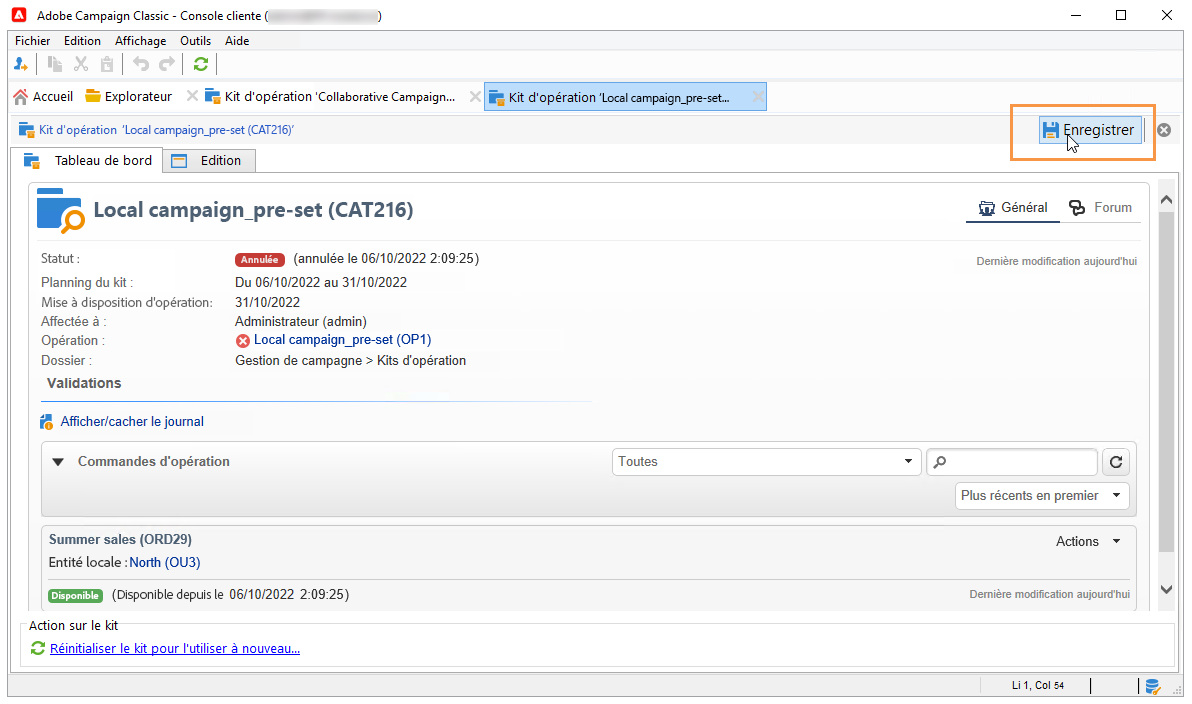 Adobe Campaign Classic - Console cliente (
)
Fichier Edition Affichage Outils Aide
Accueil Explorateur Kit d'opération 'Collaborative Campaign... Kit d'opération 'Local campaign_pre-set...
Kit d'opération 'Local campaign_pre-set (CAT216)' Enregistrer
Tableau de bord Edition
Local campaign_pre-set (CAT216) Général Forum
Statut : Annulée (annulée le 06/10/2022 2:09:25) Dernière modification aujourd'hui
Planning du kit : Du 06/10/2022 au 31/10/2022
Mise à disposition d'opération: 31/10/2022
Affectée à : Administrateur (admin)
Opération : Local campaign_pre-set (OP1)
Dossier : Gestion de campagne > Kits d'opération
Validations
Afficher/cacher le journal
Commandes d'opération Toutes
Plus récents en premier
Summer sales (ORD29) Actions
Entité locale : North (OU3)
Disponible (Disponible depuis le 06/10/2022 2:09:25) Dernière modification aujourd'hui
Action sur le kit
Réinitialiser le kit pour l'utiliser à nouveau...
Li 1, Col 54